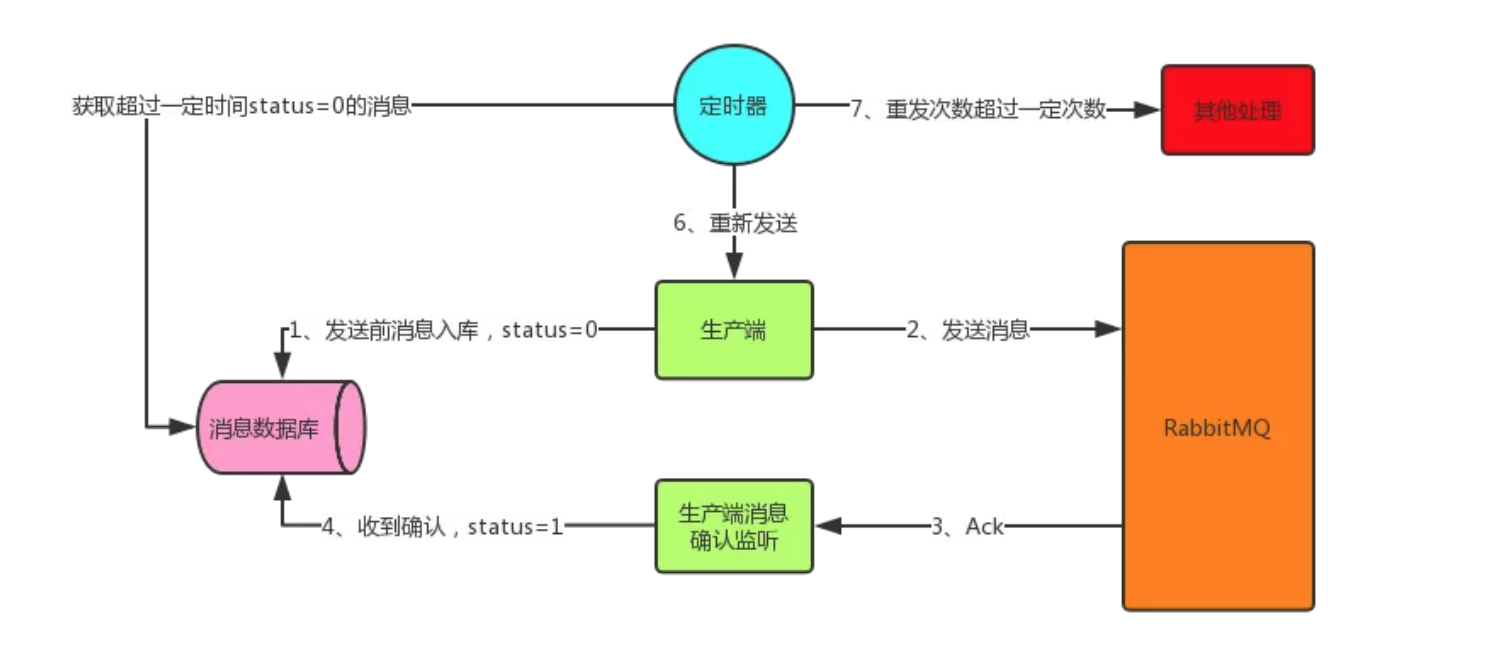 定时器
获取超过一定时间status=0的消息
7、重发次数超过一定次数
其他处理
6、重新发送
1、发送前消息入库，status=0
生产端
2、发送消息
消息数据库
RabbitMQ
4、收到确认，status=1
生产端消息
确认监听
3、Ack